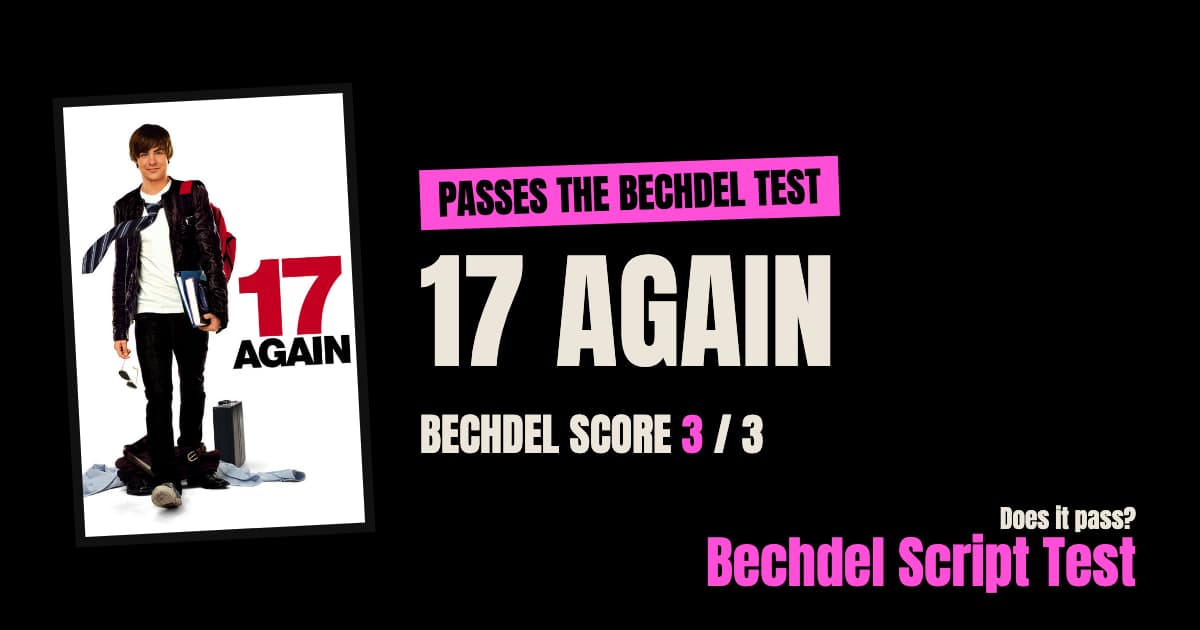 17
AGAIN
PASSES THE BECHDEL TEST
17 AGAIN
BECHDEL SCORE 3 / 3
Does it pass?
Bechdel Script Test